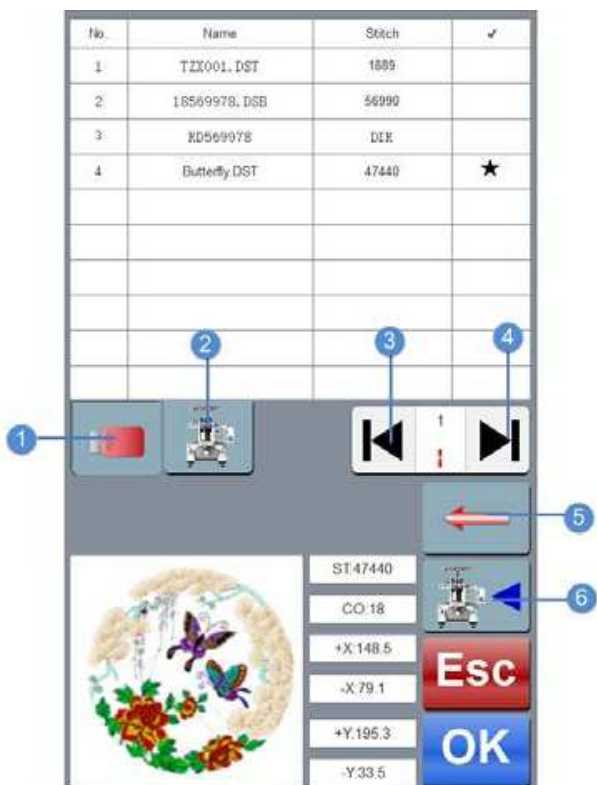 No. Name Stitch ✓
1 TZX001.DST 1889
2 18569978.DSB 56990
3 RD569978 DIR
4 Butterfly.DST 47440 ★
2
3
4
1
1
1
5
ST:47440
CO:18
6
+X:148.5
-X:79.1
Esc
+Y:195.3
-Y:33.5
OK